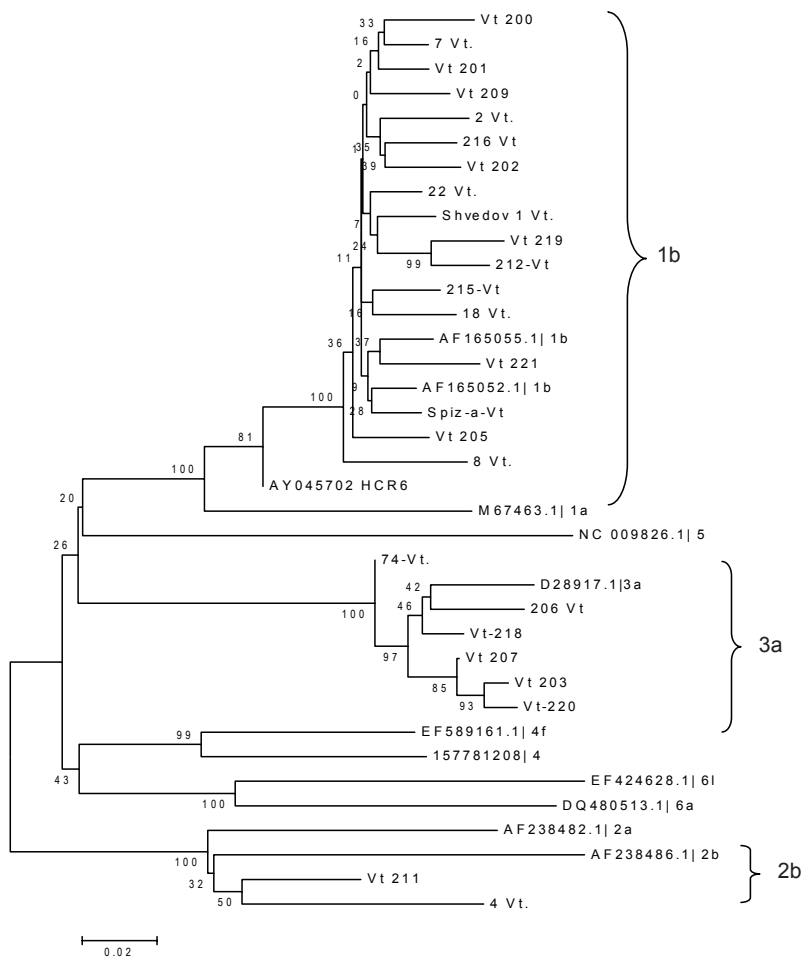 33
Vt 200
16
7 Vt.
2
Vt 201
0
Vt 209
2 Vt.
1
35
216 Vt
39
Vt 202
22 Vt.
7
Shvedov 1 Vt.
24
Vt 219
11
99
212-Vt
1b
215-Vt
16
18 Vt.
36
37
AF165055.1| 1b
Vt 221
9
AF165052.1| 1b
100
28
Spiz-a-Vt
81
Vt 205
8 Vt.
100
AY045702 HCR6
20
M67463.1| 1a
NC 009826.1| 5
26
74-Vt.
42
D28917.1|3a
100
46
206 Vt
Vt-218
97
Vt 207
3a
85
Vt 203
93
Vt-220
99
EF589161.1| 4f
157781208| 4
43
EF424628.1| 6l
100
DQ480513.1| 6a
AF238482.1| 2a
100
AF238486.1| 2b
32
Vt 211
2b
50
4 Vt.
0.02